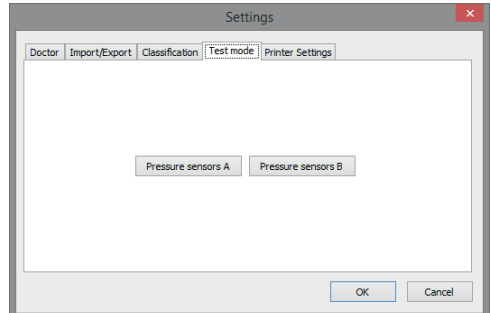 Settings
Doctor Import/Export Classification Test mode Printer Settings
Pressure sensors A Pressure sensors B
OK Cancel